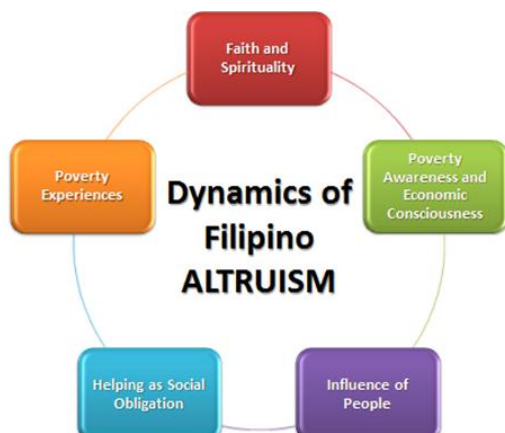 Faith and
Spirituality
Poverty
Awareness and
Economic
Consciousness
Influence of
People
Helping as Social
Obligation
Poverty
Experiences
Dynamics of
Filipino
ALTRUISM